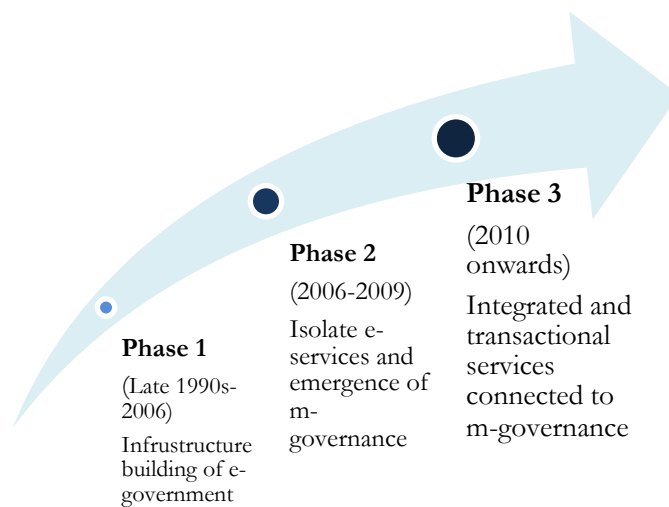 Phase 1
(Late 1990s-
2006)
Infrustructure
building of e-
government
Phase 2
(2006-2009)
Isolate e-
services and
emergence of
m-
governance
Phase 3
(2010
onwards)
Integrated and
transactional
services
connected to
m-governance